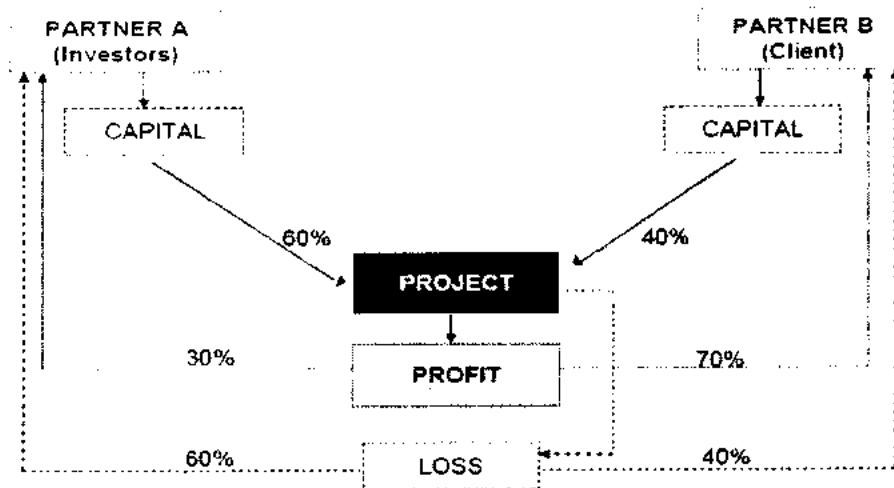 PARTNER A
(Investors)
PARTNER B
(Client)
CAPITAL
CAPITAL
60%
40%
PROJECT
30%
PROFIT
70%
60%
LOSS
40%